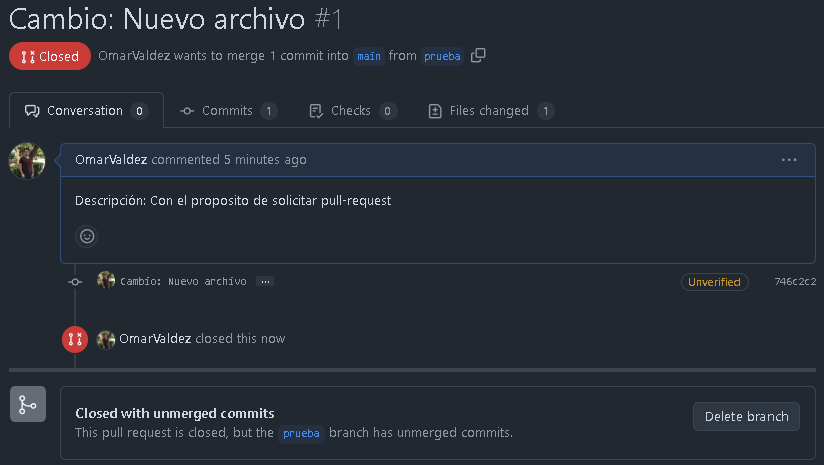 Cambio: Nuevo archivo #1
Closed OmarValdez wants to merge 1 commit into main from prueba
Conversation 0 Commits 1 Checks 0 Files changed 1
OmarValdez commented 5 minutes ago
Descripción: Con el proposito de solicitar pull-request
Cambio: Nuevo archivo ... Unverified 746c2c2
OmarValdez closed this now
Closed with unmerged commits
This pull request is closed, but the prueba branch has unmerged commits.
Delete branch